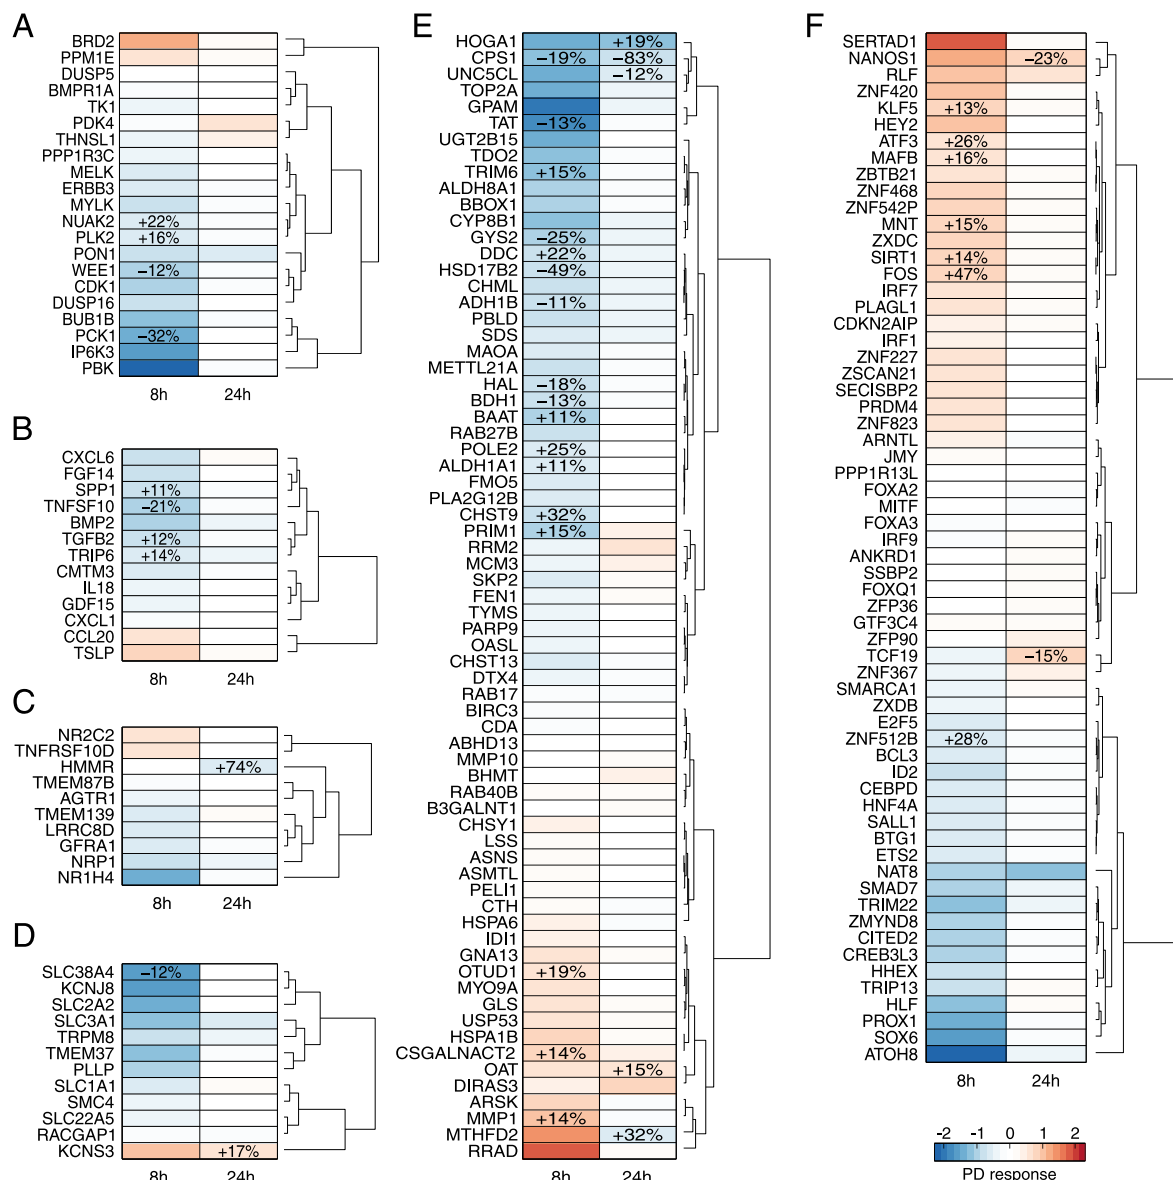 A
BRD2
PPM1E
DUSP5
BMPR1A
TK1
PDK4
THNSL1
PPP1R3C
MELK
ERBB3
MYLK
NUAK2 +22%
PLK2 +16%
PON1
WEE1 −12%
CDK1
DUSP16
BUB1B
PCK1 −32%
IP6K3
PBK
8h 24h
B
CXCL6
FGF14
SPP1 +11%
TNFSF10 −21%
BMP2
TGFB2 +12%
TRIP6 +14%
CMTM3
IL18
GDF15
CXCL1
CCL20
TSLP
8h 24h
C
NR2C2
TNFRSF10D
HMMR +74%
TMEM87B
AGTR1
TMEM139
LRRC8D
GFRA1
NRP1
NR1H4
8h 24h
D
SLC38A4 −12%
KCNJ8
SLC2A2
SLC3A1
TRPM8
TMEM37
PLLP
SLC1A1
SMC4
SLC22A5
RACGAP1
KCNS3 +17%
8h 24h
E
HOGA1 +19%
CPS1 −19% −83%
UNC5CL −12%
TOP2A
GPAM
TAT −13%
UGT2B15
TDO2
TRIM6 +15%
ALDH8A1
BBOX1
CYP8B1
GYS2 −25%
DDC +22%
HSD17B2 −49%
CHML
ADH1B −11%
PBLD
SDS
MAOA
METTL21A
HAL −18%
BDH1 −13%
BAAT +11%
RAB27B
POLE2 +25%
ALDH1A1 +11%
FMO5
PLA2G12B
CHST9 +32%
PRIM1 +15%
RRM2
MCM3
SKP2
FEN1
TYMS
PARP9
OASL
CHST13
DTX4
RAB17
BIRC3
CDA
ABHD13
MMP10
BHMT
RAB40B
B3GALNT1
CHSY1
LSS
ASNS
ASMTL
PELI1
CTH
HSPA6
IDI1
GNA13
OTUD1 +19%
MYO9A
GLS
USP53
HSPA1B
CSGALNACT2 +14%
OAT +15%
DIRAS3
ARSK
MMP1 +14%
MTHFD2 +32%
RRAD
8h 24h
F
SERTAD1
NANOS1 −23%
RLF
ZNF420
KLF5 +13%
HEY2
ATF3 +26%
MAFB +16%
ZBTB21
ZNF468
ZNF542P
MNT +15%
ZXDC
SIRT1 +14%
FOS +47%
IRF7
PLAGL1
CDKN2AIP
IRF1
ZNF227
ZSCAN21
SECISBP2
PRDM4
ZNF823
ARNTL
JMY
PPP1R13L
FOXA2
MITF
FOXA3
IRF9
ANKRD1
SSBP2
FOXQ1
ZFP36
GTF3C4
ZFP90
TCF19 −15%
ZNF367
SMARCA1
ZXDB
E2F5
ZNF512B +28%
BCL3
ID2
CEBPD
HNF4A
SALL1
BTG1
ETS2
NAT8
SMAD7
TRIM22
ZMYND8
CITED2
CREB3L3
HHEX
TRIP13
HLF
PROX1
SOX6
ATOH8
8h 24h
-2 -1 0 1 2
PD response